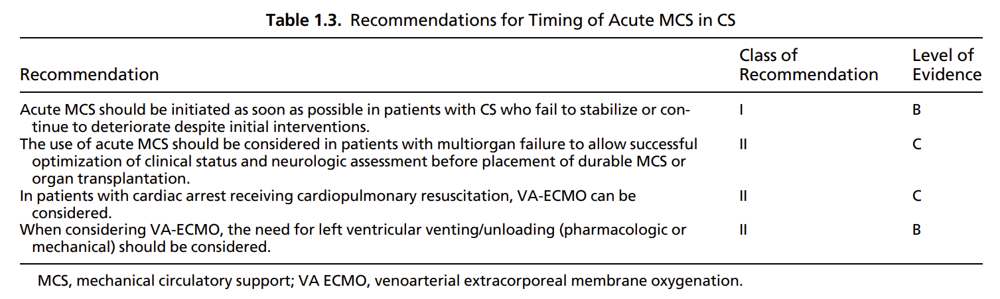 Table 1.3. Recommendations for Timing of Acute MCS in CS
Class of Level of
Recommendation Recommendation Evidence
Acute MCS should be initiated as soon as possible in patients with CS who fail to stabilize or con- I B
tinue to deteriorate despite initial interventions.
The use of acute MCS should be considered in patients with multiorgan failure to allow successful II C
optimization of clinical status and neurologic assessment before placement of durable MCS or
organ transplantation.
In patients with cardiac arrest receiving cardiopulmonary resuscitation, VA-ECMO can be II C
considered.
When considering VA-ECMO, the need for left ventricular venting/unloading (pharmacologic or II B
mechanical) should be considered.
MCS, mechanical circulatory support; VA ECMO, venoarterial extracorporeal membrane oxygenation.